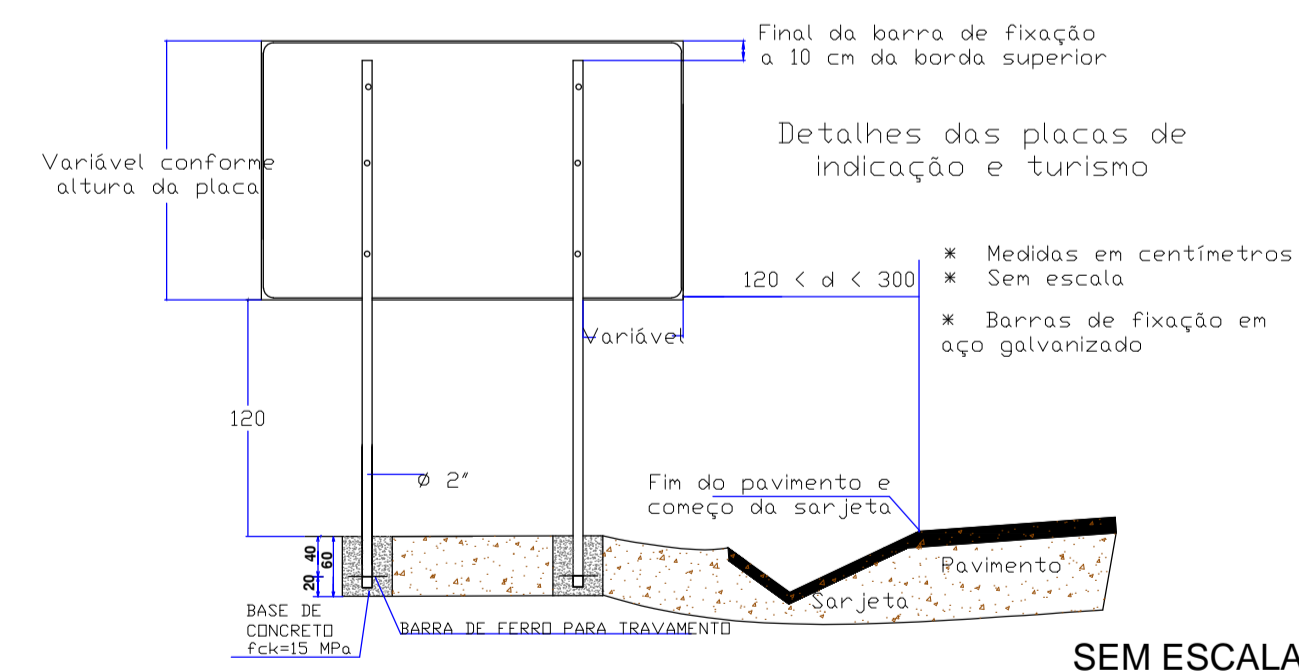 Final da barra de fixação
a 10 cm da borda superior
Detalhes das placas de
indicação e turismo
Variável conforme
altura da placa
* Medidas em centímetros
* Sem escala
* Barras de fixação em
aço galvanizado
120 < d < 300
Variável
120
Ø 2"
Fim do pavimento e
começo da sarjeta
40
60
20
Pavimento
Sarjeta
BASE DE
CONCRETO
fck=15 MPa
BARRA DE FERRO PARA TRAVAMENTO
SEM ESCALA